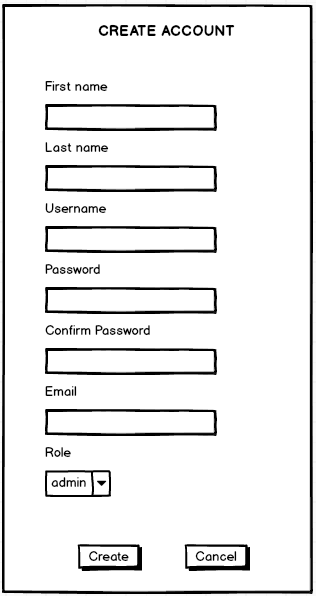 CREATE ACCOUNT
First name
Last name
Username
Password
Confirm Password
Email
Role
admin
Create Cancel